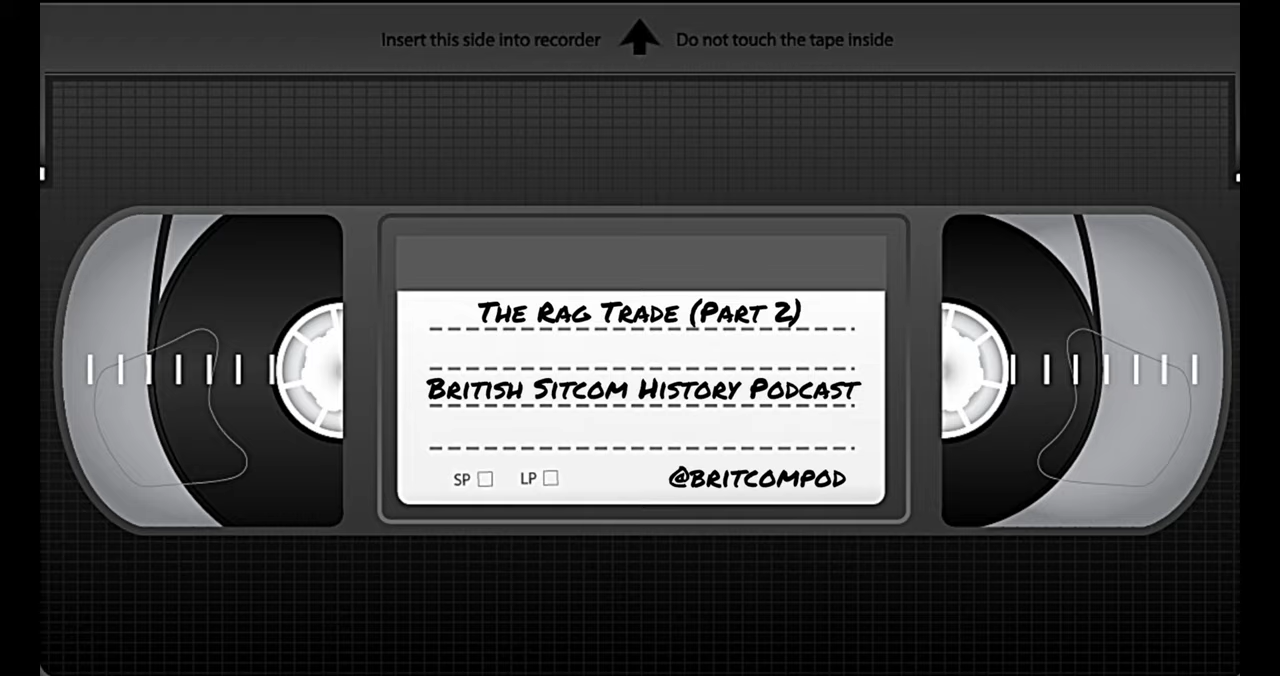 Insert this side into recorder Do not touch the tape inside
The Rag Trade (Part 2)
British Sitcom History Podcast
SP LP @britcompod